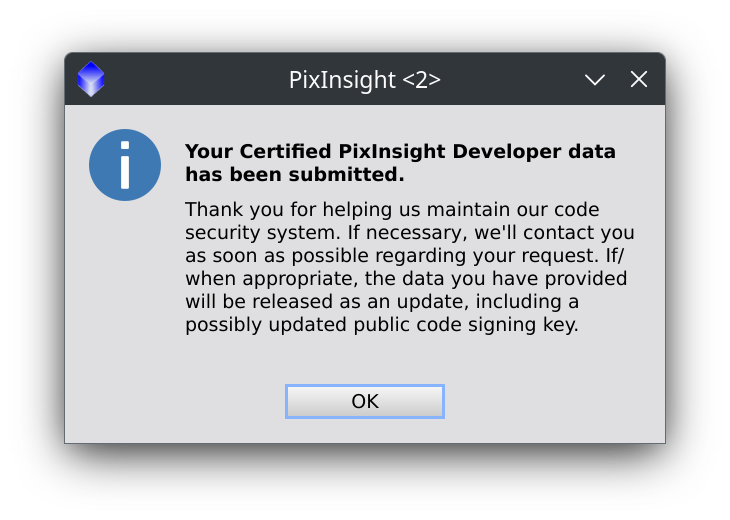 PixInsight <2>
Your Certified PixInsight Developer data
has been submitted.
Thank you for helping us maintain our code
security system. If necessary, we'll contact you
as soon as possible regarding your request. If/
when appropriate, the data you have provided
will be released as an update, including a
possibly updated public code signing key.
OK